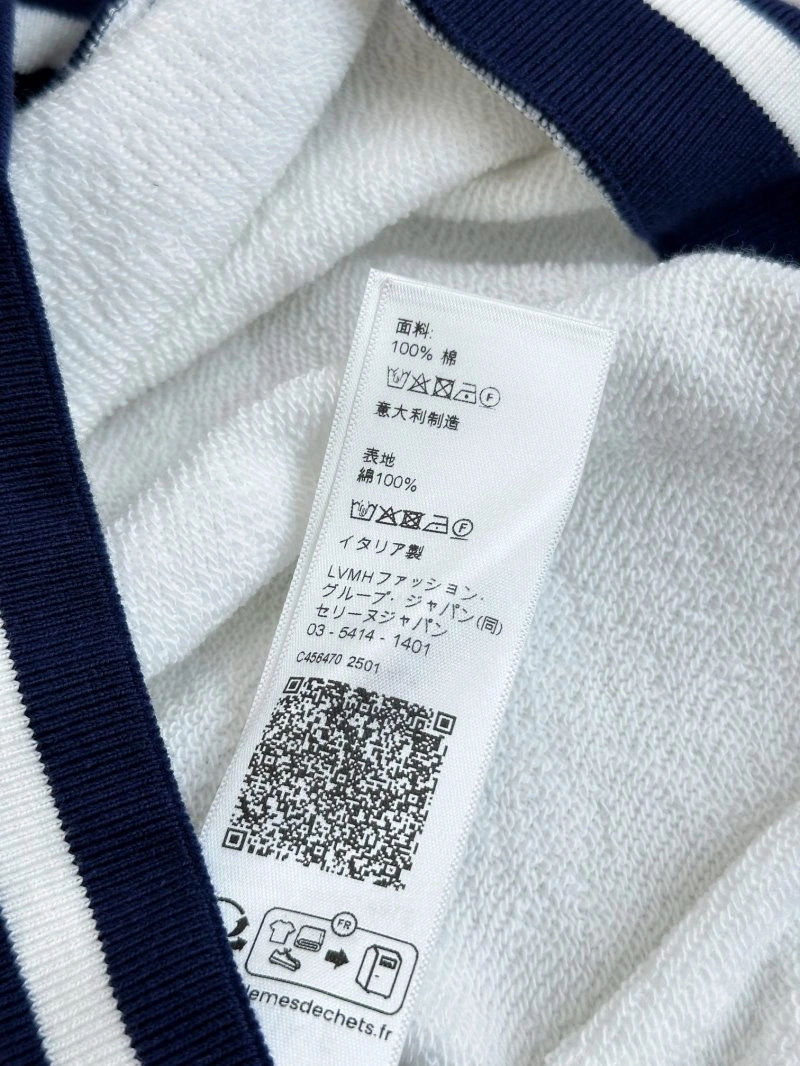 面料:
100% 棉
F
意大利制造
表地
綿100%
F
イタリア製
LVMHファッション.
グループ・ジャパン(同)
セリーヌジャパン
03 - 5414 - 1401
C456470 2501
FR
lemesdechets.fr